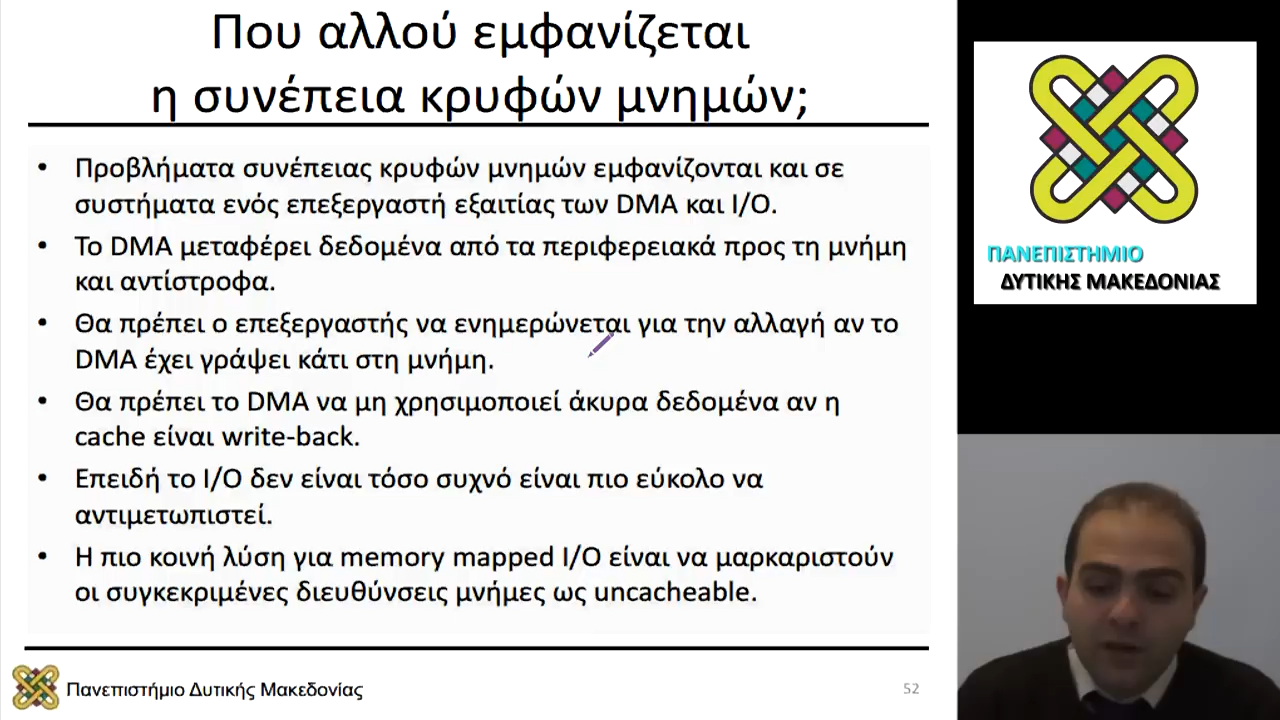 Που αλλού εμφανίζεται
η συνέπεια κρυφών μνημών;
• Προβλήματα συνέπειας κρυφών μνημών εμφανίζονται και σε
συστήματα ενός επεξεργαστή εξαιτίας των DMA και I/O.
• Το DMA μεταφέρει δεδομένα από τα περιφερειακά προς τη μνήμη
και αντίστροφα.
• Θα πρέπει ο επεξεργαστής να ενημερώνεται για την αλλαγή αν το
DMA έχει γράψει κάτι στη μνήμη.
• Θα πρέπει το DMA να μη χρησιμοποιεί άκυρα δεδομένα αν η
cache είναι write-back.
• Επειδή το I/O δεν είναι τόσο συχνό είναι πιο εύκολο να
αντιμετωπιστεί.
• Η πιο κοινή λύση για memory mapped I/O είναι να μαρκαριστούν
οι συγκεκριμένες διευθύνσεις μνήμες ως uncacheable.
Πανεπιστήμιο Δυτικής Μακεδονίας
52
ΠΑΝΕΠΙΣΤΗΜΙΟ
ΔΥΤΙΚΗΣ ΜΑΚΕΔΟΝΙΑΣ